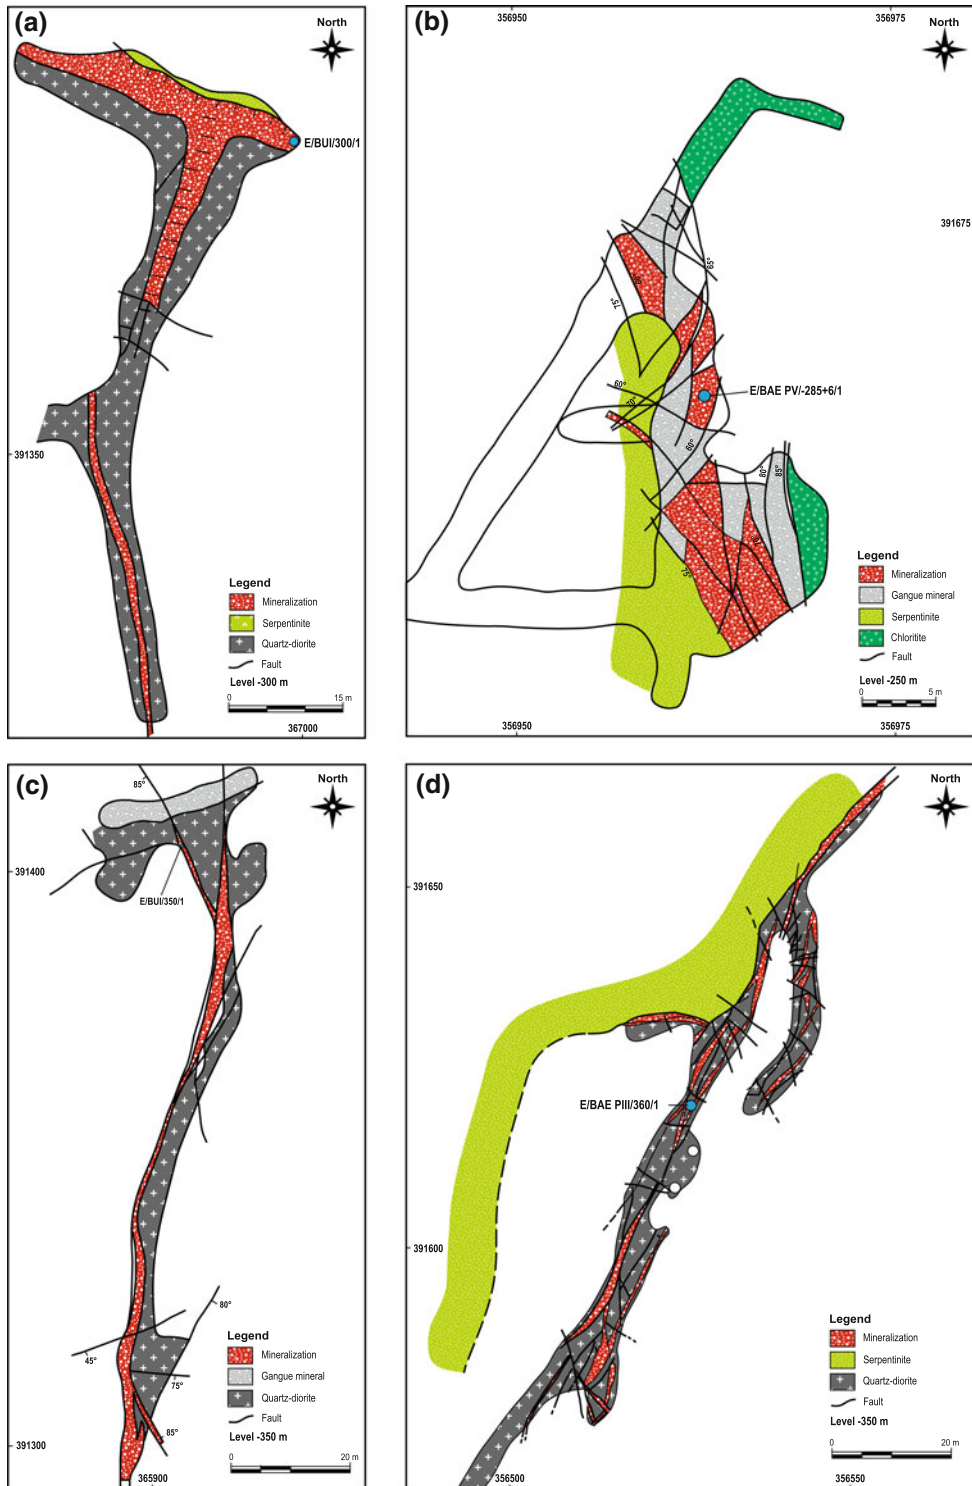 (a)
North
E/BUI/300/1
391350
Legend
Mineralization
Serpentinite
Quartz-diorite
Fault
Level -300 m
0 15 m
367000
(b)
356950 356975
North
391675
65°
60°
75°
60°
70°
E/BAE PV/-285+6/1
60°
80°
85°
75°
Legend
Mineralization
Gangue mineral
Serpentinite
Chloritite
Fault
Level -250 m
0 5 m
356950 356975
(c)
North
85°
391400
E/BUI/350/1
80°
45°
75°
85°
Legend
Mineralization
Gangue mineral
Quartz-diorite
Fault
Level -350 m
0 20 m
391300
365900
(d)
North
391650
E/BAE PIII/360/1
391600
Legend
Mineralization
Serpentinite
Quartz-diorite
Fault
Level -350 m
0 20 m
356500 356550